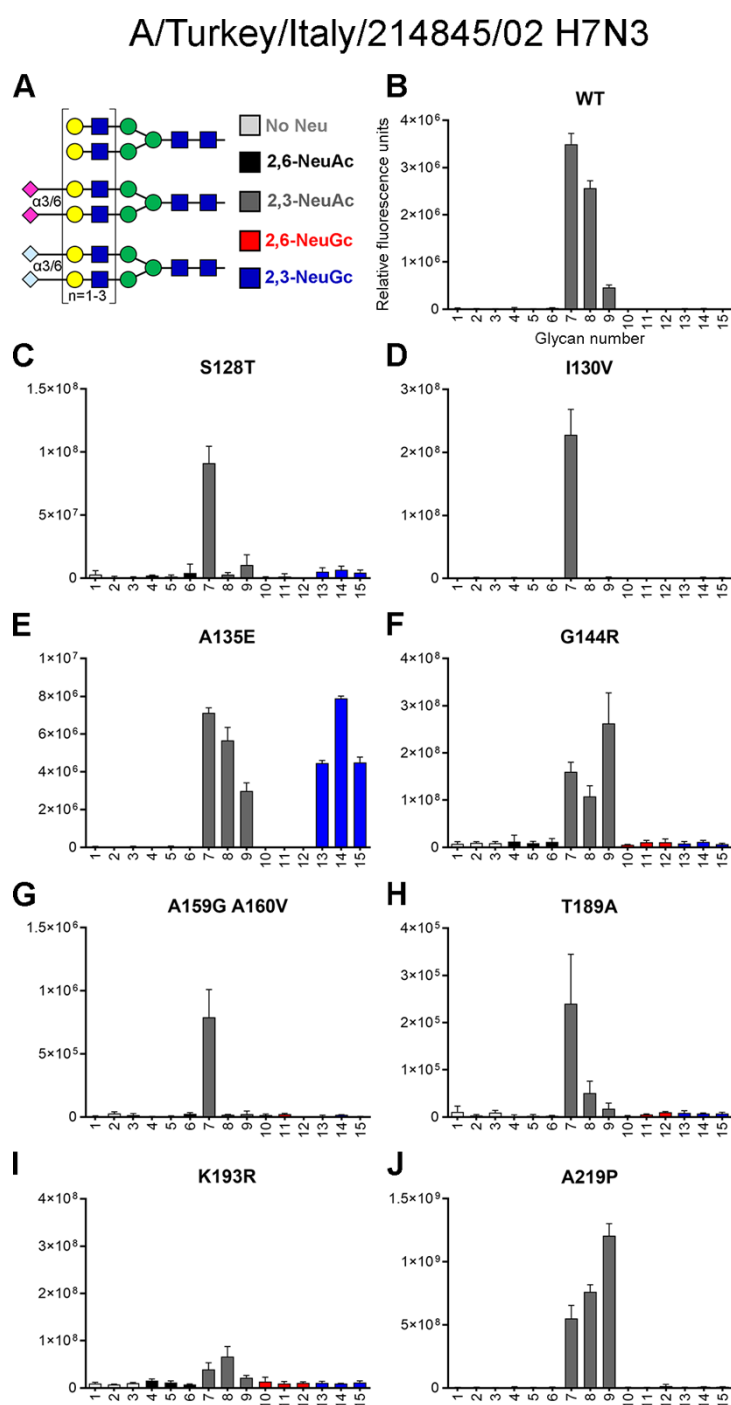 A/Turkey/Italy/214845/02 H7N3
A
α3/6
α3/6
n=1-3
No Neu
2,6-NeuAc
2,3-NeuAc
2,6-NeuGc
2,3-NeuGc
B
WT
Relative fluorescence units
4×10⁶
3×10⁶
2×10⁶
1×10⁶
0
1 2 3 4 5 6 7 8 9 10 11 12 13 14 15
Glycan number
C
S128T
1.5×10⁸
1×10⁸
5×10⁷
0
1 2 3 4 5 6 7 8 9 10 11 12 13 14 15
D
I130V
3×10⁸
2×10⁸
1×10⁸
0
1 2 3 4 5 6 7 8 9 10 11 12 13 14 15
E
A135E
1×10⁷
8×10⁶
6×10⁶
4×10⁶
2×10⁶
0
1 2 3 4 5 6 7 8 9 10 11 12 13 14 15
F
G144R
4×10⁸
3×10⁸
2×10⁸
1×10⁸
0
1 2 3 4 5 6 7 8 9 10 11 12 13 14 15
G
A159G A160V
1.5×10⁶
1×10⁶
5×10⁵
0
1 2 3 4 5 6 7 8 9 10 11 12 13 14 15
H
T189A
4×10⁵
3×10⁵
2×10⁵
1×10⁵
0
1 2 3 4 5 6 7 8 9 10 11 12 13 14 15
I
K193R
4×10⁸
3×10⁸
2×10⁸
1×10⁸
0
1 2 3 4 5 6 7 8 9 10 11 12 13 14 15
J
A219P
1.5×10⁹
1×10⁹
5×10⁸
0
1 2 3 4 5 6 7 8 9 10 11 12 13 14 15